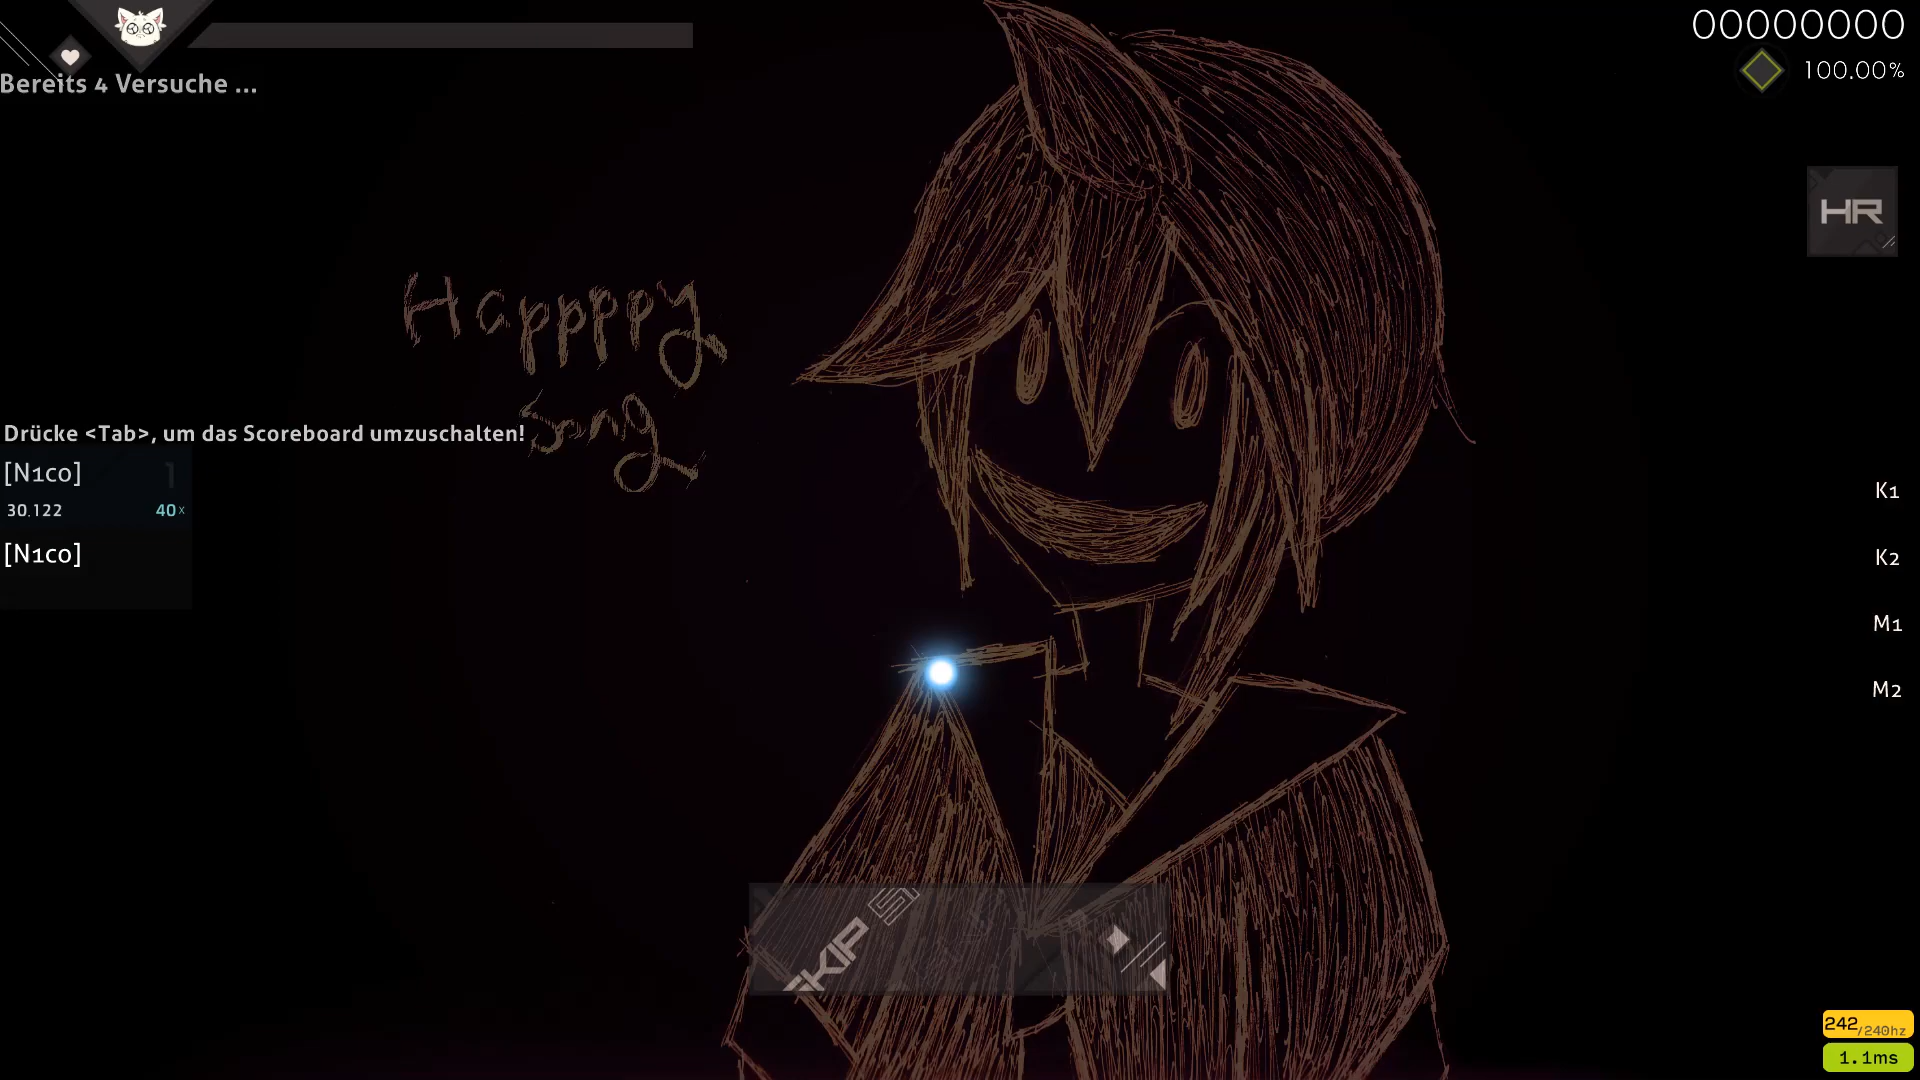 00000000
100.00%
Bereits 4 Versuche ...
HR
Happppy
Song
Drücke <Tab>, um das Scoreboard umzuschalten!
[N1co] 1
30.122 40x
[N1co]
K1
K2
M1
M2
SKIP
242/240hz
1.1ms